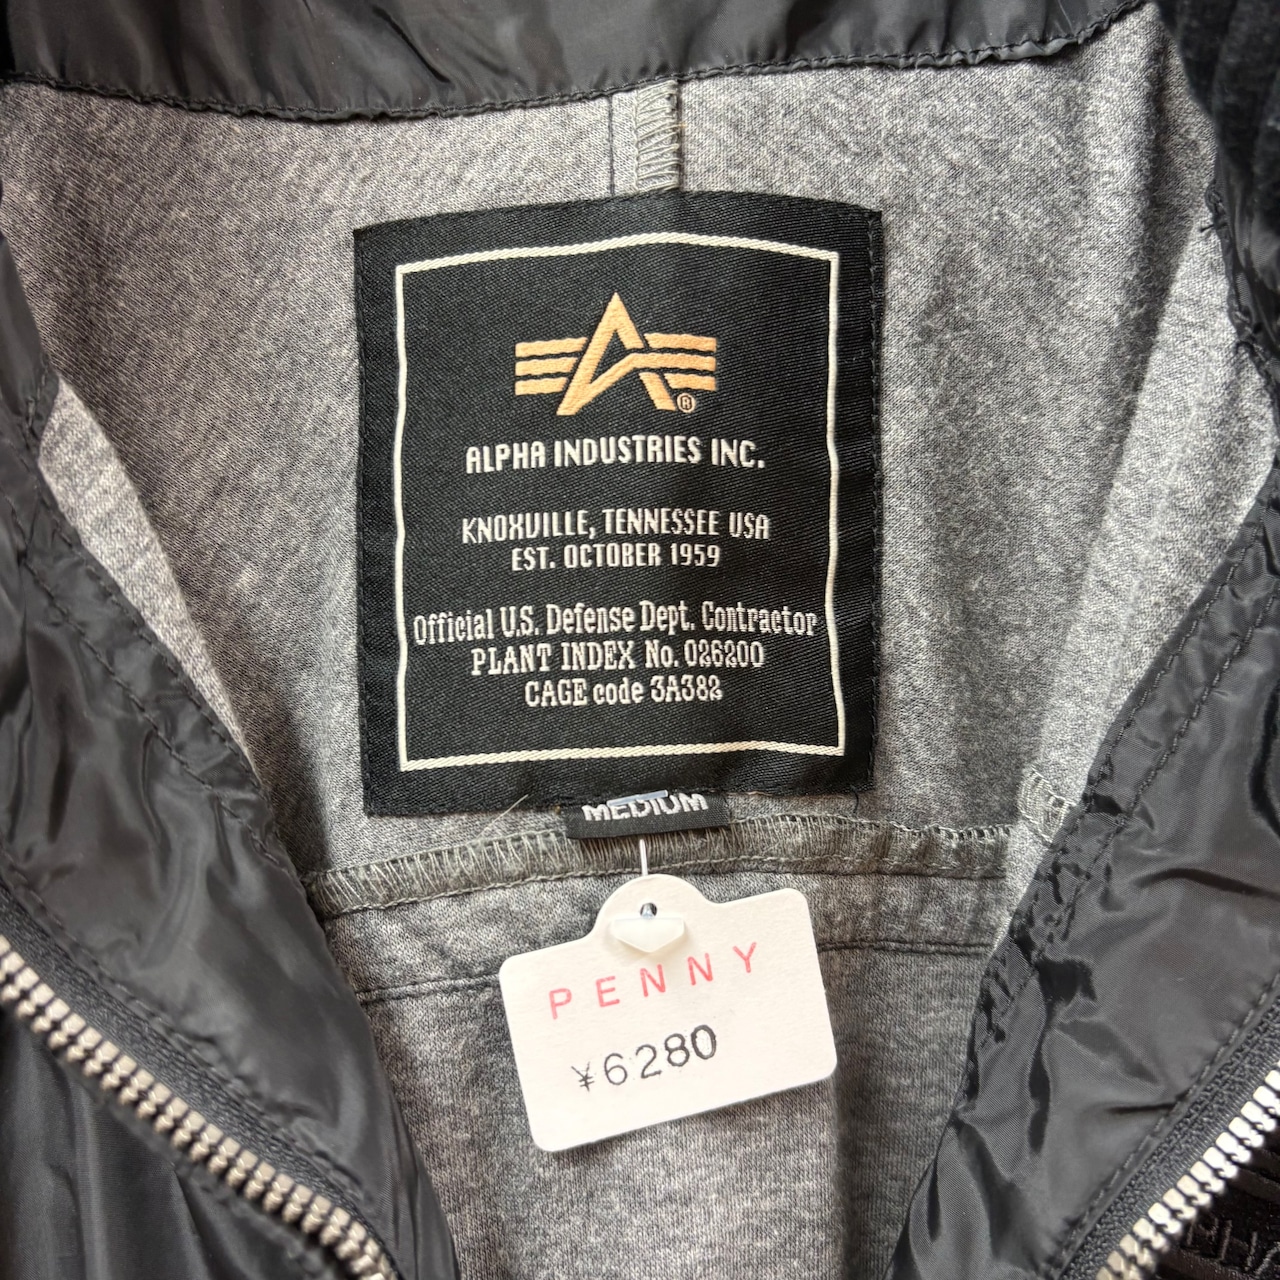 ®
ALPHA INDUSTRIES INC.
KNOXVILLE, TENNESSEE USA
EST. OCTOBER 1959
Official U.S. Defense Dept. Contractor
PLANT INDEX No. 026200
CAGE code 3A382
MEDIUM
PENNY
¥6280